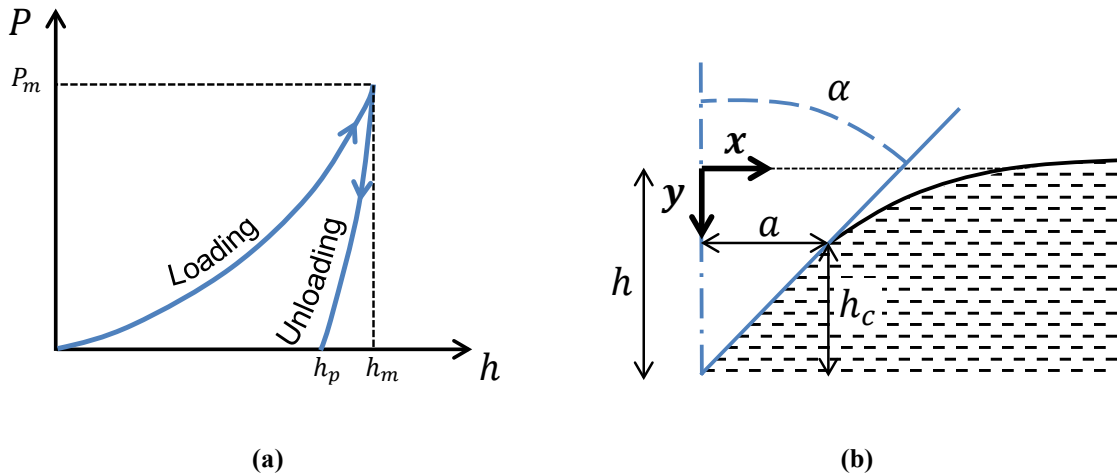 P
P_m
Loading
Unloading
h_p
h_m
h
(a)
α
x
y
a
h
h_c
(b)